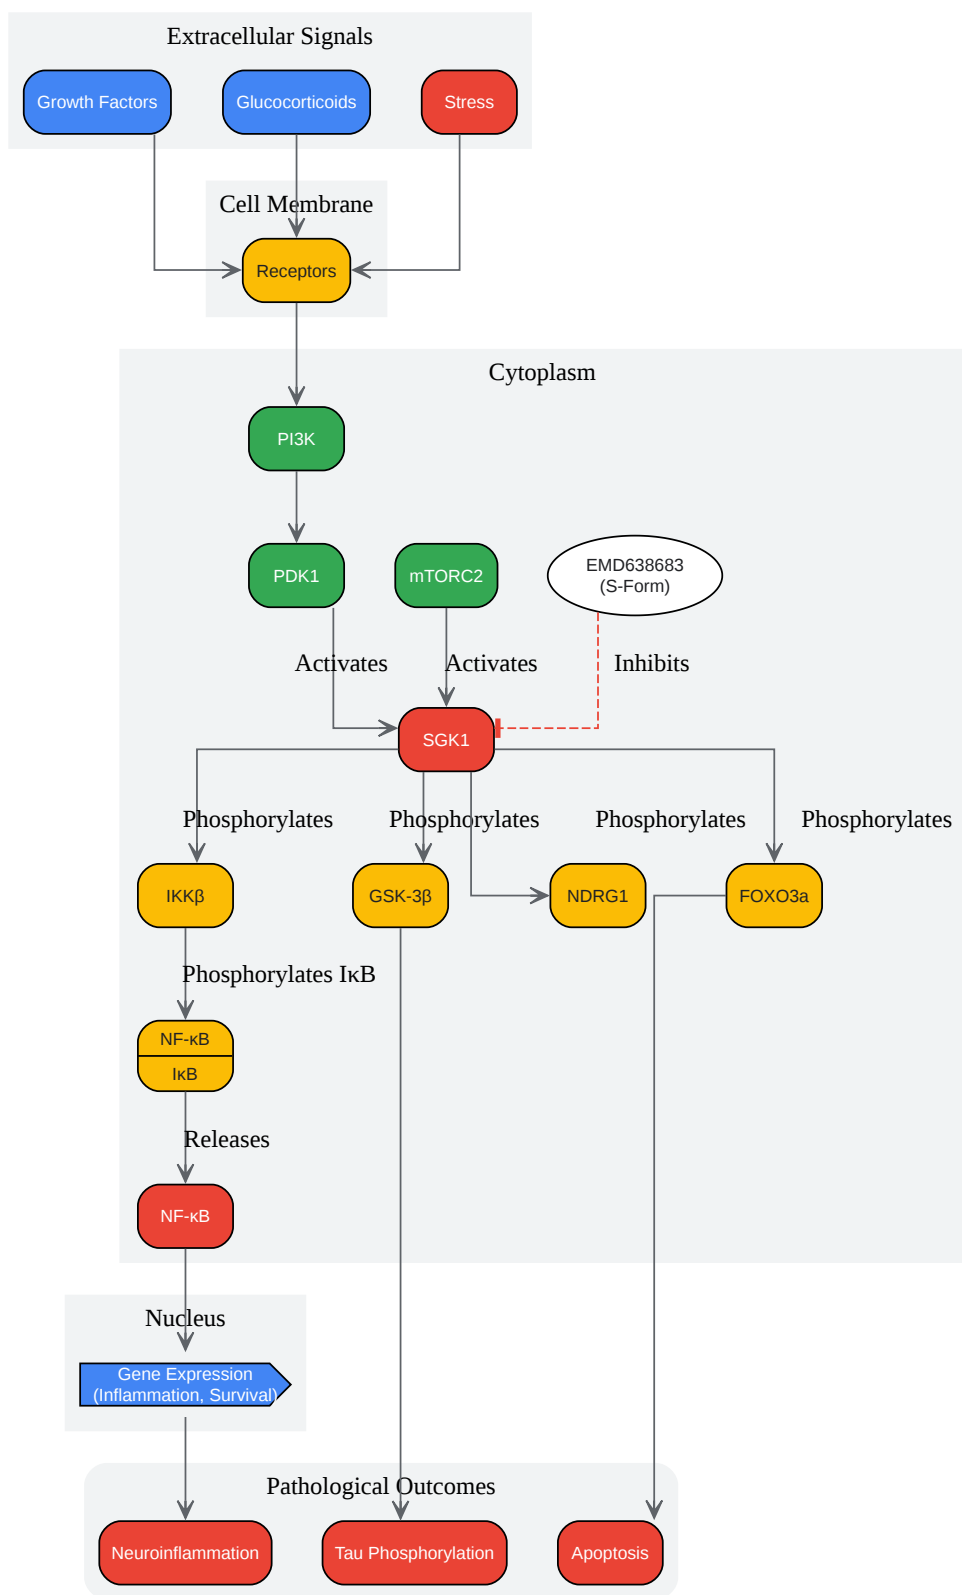 Extracellular Signals
Growth Factors
Glucocorticoids
Stress
Cell Membrane
Receptors
Cytoplasm
PI3K
PDK1
mTORC2
EMD638683
(S-Form)
Activates
Activates
Inhibits
SGK1
Phosphorylates
Phosphorylates
Phosphorylates
Phosphorylates
IKKβ
GSK-3β
NDRG1
FOXO3a
Phosphorylates IκB
NF-κB
IκB
Releases
NF-κB
Nucleus
Gene Expression
(Inflammation, Survival)
Pathological Outcomes
Neuroinflammation
Tau Phosphorylation
Apoptosis